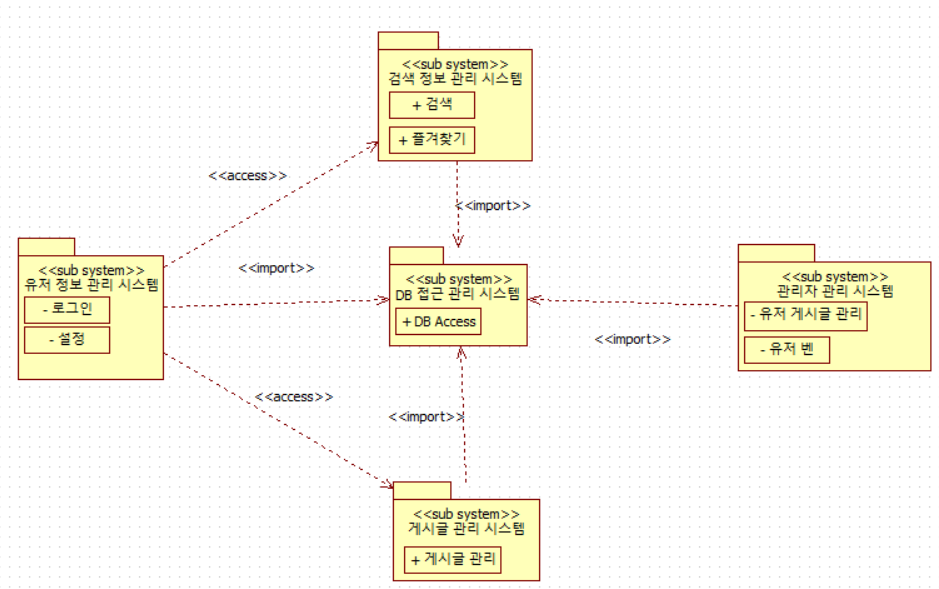 <<sub system>>
검색 정보 관리 시스템
+ 검색
+ 플겨찾기
<<access>>
<<import>>
<<sub system>>
유저 정보 관리 시스템
- 로그인
- 설정
<<import>>
<<sub system>>
DB 접근 관리 시스템
+ DB Access
<<sub system>>
관리자 관리 시스템
- 유저 게시글 관리
- 유저 벤
<<import>>
<<access>>
<<import>>
<<sub system>>
게시글 관리 시스템
+ 게시글 관리